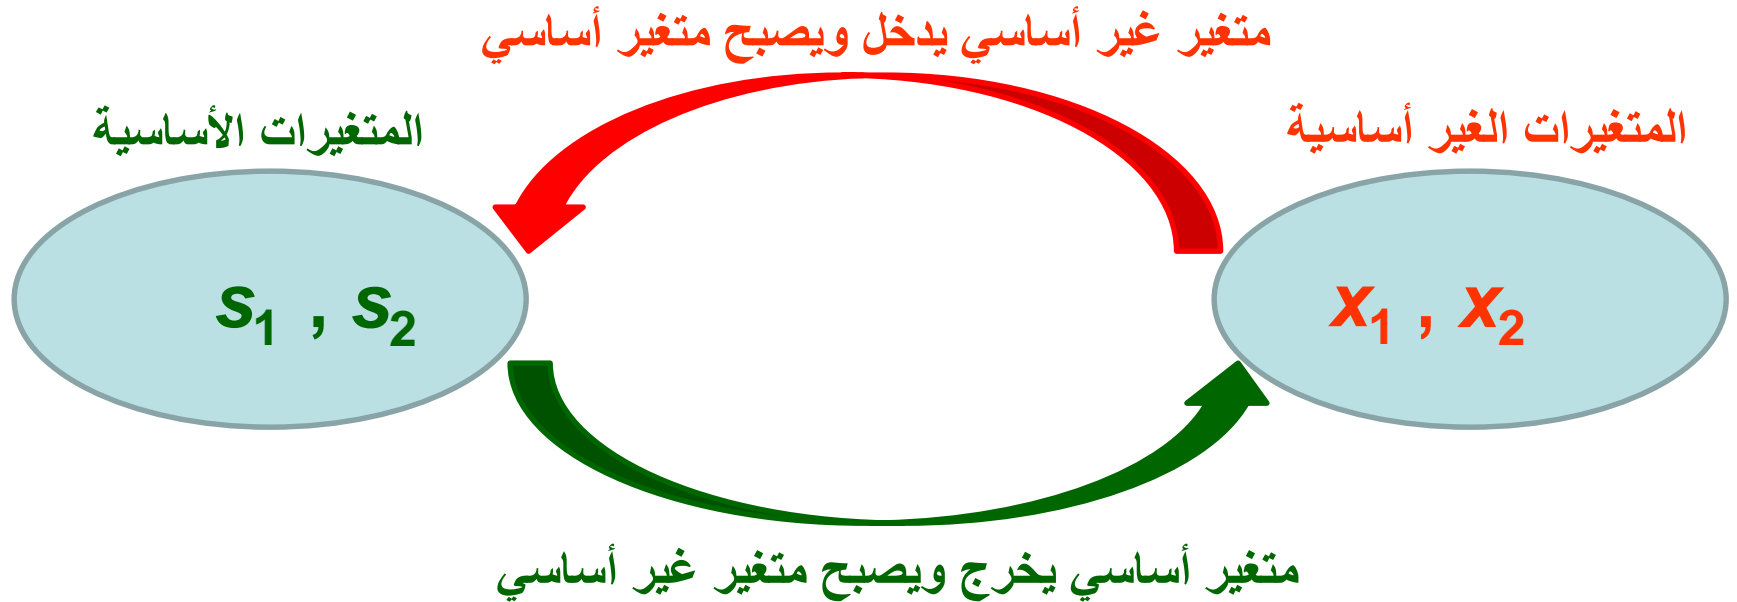 متغير غير أساسي يدخل ويصبح متغير أساسي
المتغيرات الغير أساسية
المتغيرات الأساسية
x1 , x2
s1 , s2
متغير أساسي يخرج ويصبح متغير غير أساسي